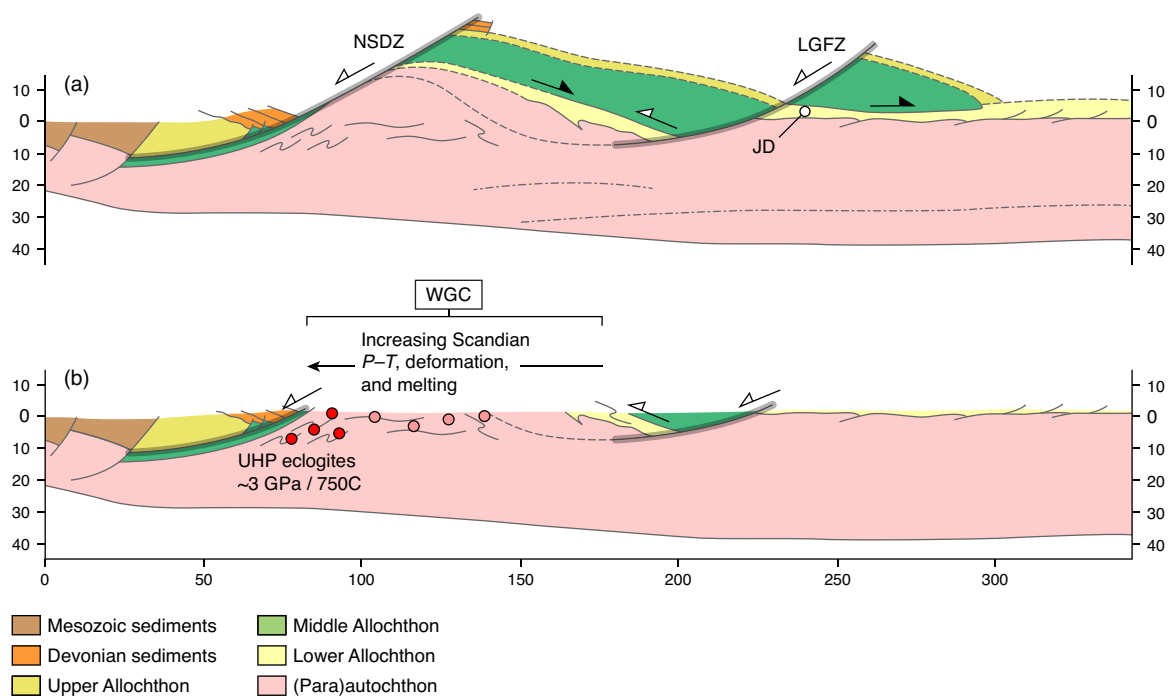 NSDZ
LGFZ
(a)
10
0
10
20
30
40
10
0
10
20
30
40
JD
WGC
Increasing Scandian
P–T, deformation,
and melting
(b)
10
0
10
20
30
40
10
0
10
20
30
40
UHP eclogites
~3 GPa / 750C
0 50 100 150 200 250 300
Mesozoic sediments
Middle Allochthon
Devonian sediments
Lower Allochthon
Upper Allochthon
(Para)autochthon